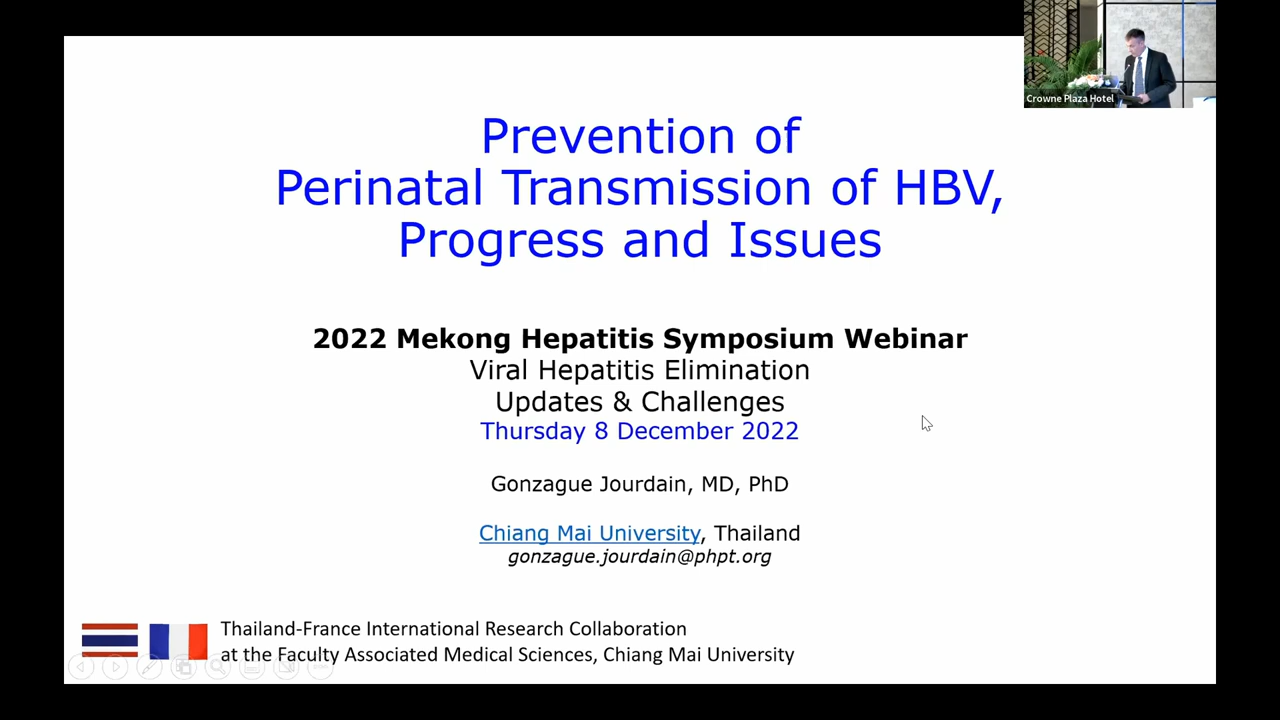 Crowne Plaza Hotel
Prevention of
Perinatal Transmission of HBV,
Progress and Issues
2022 Mekong Hepatitis Symposium Webinar
Viral Hepatitis Elimination
Updates & Challenges
Thursday 8 December 2022
Gonzague Jourdain, MD, PhD
Chiang Mai University, Thailand
gonzague.jourdain@phpt.org
Thailand-France International Research Collaboration
at the Faculty Associated Medical Sciences, Chiang Mai University